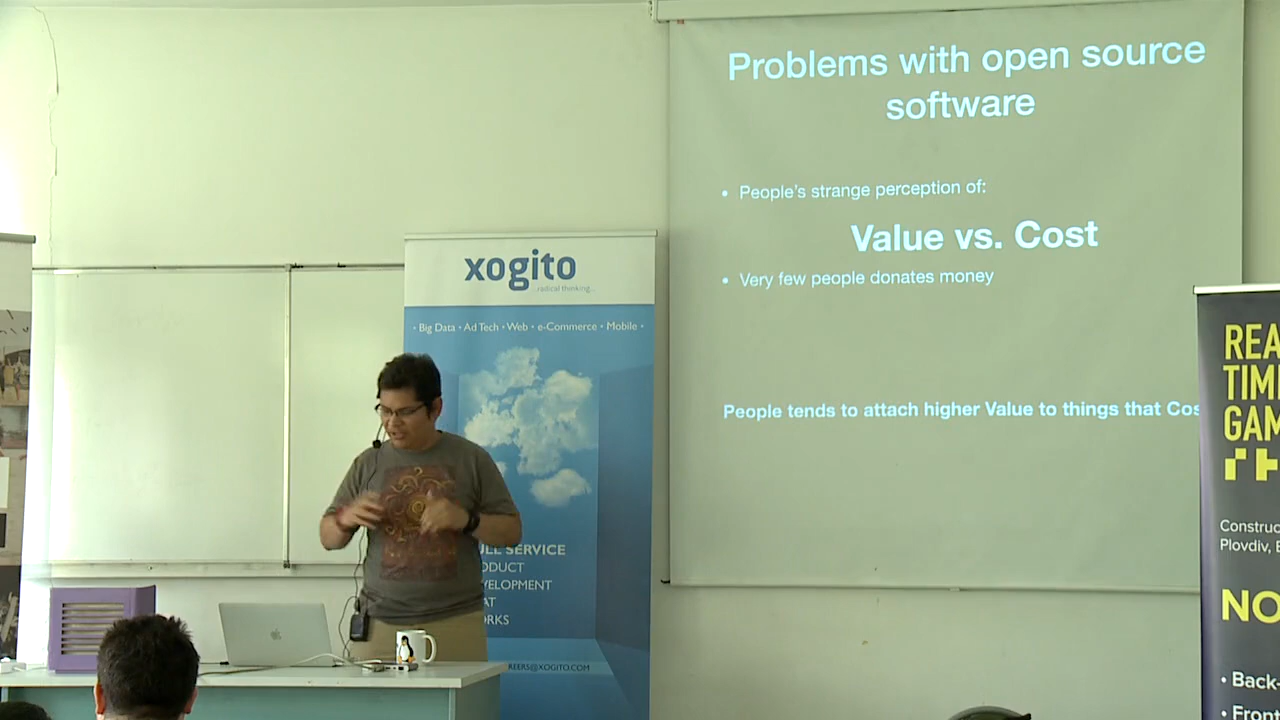 Problems with open source
software
• People's strange perception of:
Value vs. Cost
• Very few people donates money
People tends to attach higher Value to things that Cos
xogito
..radical thinking..
• Big Data • Ad Tech • Web • e-Commerce • Mobile •
ULL SERVICE
ODUCT
VELOPMENT
AT
ORKS
REERS@XOGITO.COM
REA
TIM
GAM
Construc
Plovdiv, B
NO
• Back-
• Front